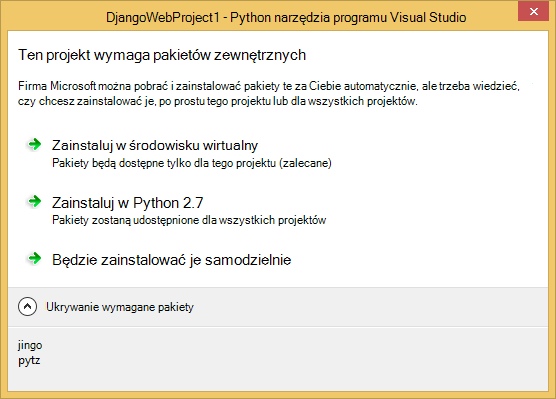 DjangoWebProject1 - Python narzędzia programu Visual Studio
Ten projekt wymaga pakietów zewnętrznych
Firma Microsoft można pobrać i zainstalować pakiety te za Ciebie automatycznie, ale trzeba wiedzieć,
czy chcesz zainstalować je, po prostu tego projektu lub dla wszystkich projektów.
Zainstaluj w środowisku wirtualny
Pakiety będą dostępne tylko dla tego projektu (zalecane)
Zainstaluj w Python 2.7
Pakiety zostaną udostępnione dla wszystkich projektów
Będzie zainstalować je samodzielnie
Ukrywanie wymagane pakiety
jingo
pytz